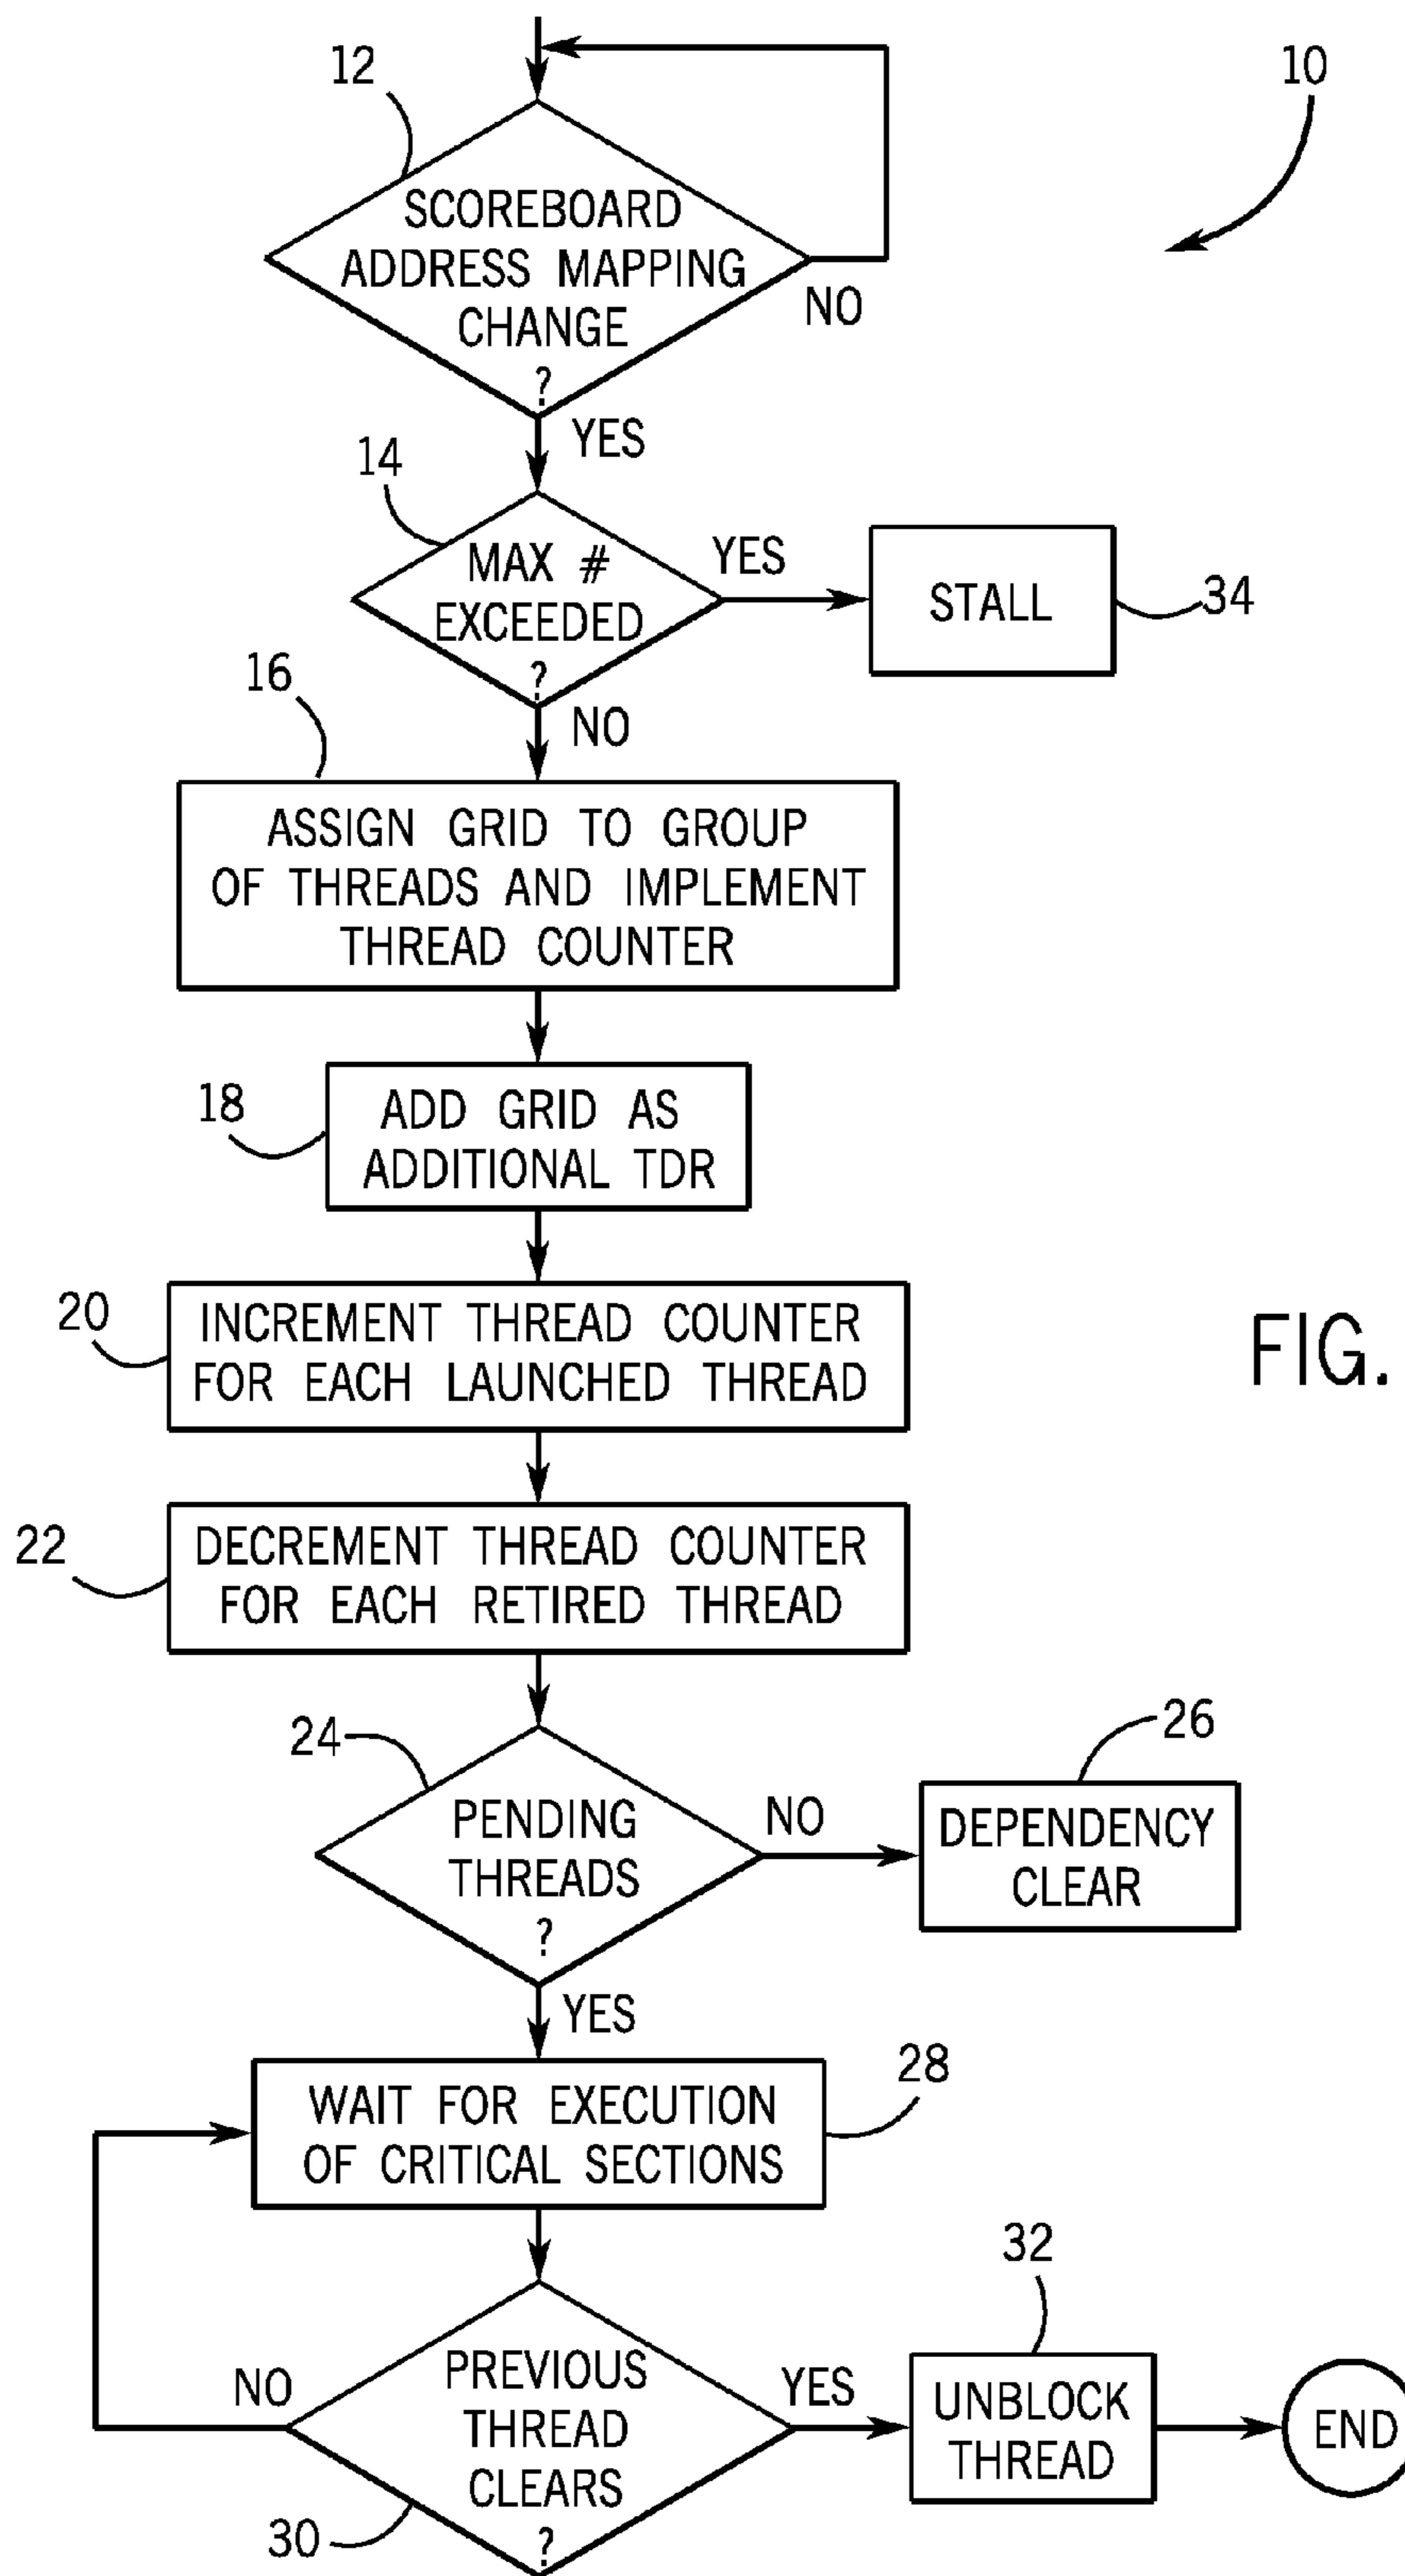 12
10
SCOREBOARD
ADDRESS MAPPING
CHANGE
?
NO
YES
14
MAX #
EXCEEDED
?
YES
STALL
34
NO
16
ASSIGN GRID TO GROUP
OF THREADS AND IMPLEMENT
THREAD COUNTER
18
ADD GRID AS
ADDITIONAL TDR
20
INCREMENT THREAD COUNTER
FOR EACH LAUNCHED THREAD
FIG.
22
DECREMENT THREAD COUNTER
FOR EACH RETIRED THREAD
24
PENDING
THREADS
?
NO
26
DEPENDENCY
CLEAR
YES
28
WAIT FOR EXECUTION
OF CRITICAL SECTIONS
32
NO
PREVIOUS
THREAD
CLEARS
?
YES
UNBLOCK
THREAD
END
30